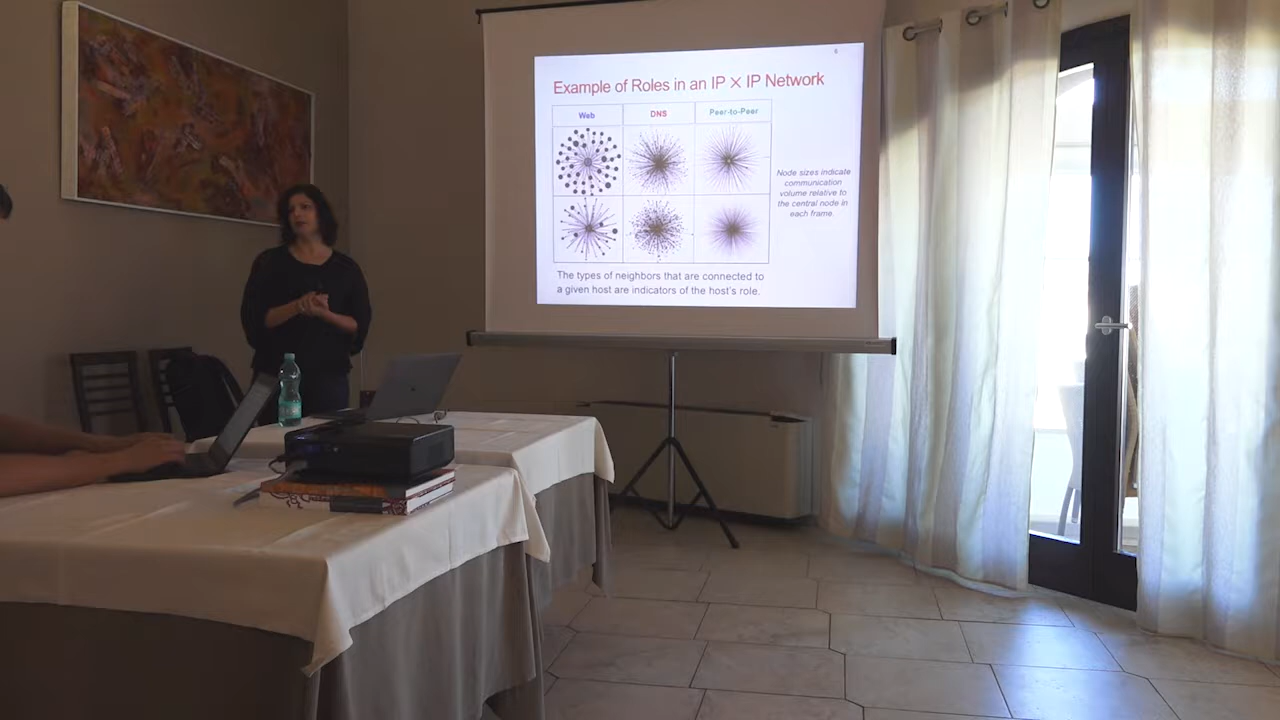 6
Example of Roles in an IP × IP Network
Web DNS Peer-to-Peer
Node sizes indicate
communication
volume relative to
the central node in
each frame.
The types of neighbors that are connected to
a given host are indicators of the host's role.